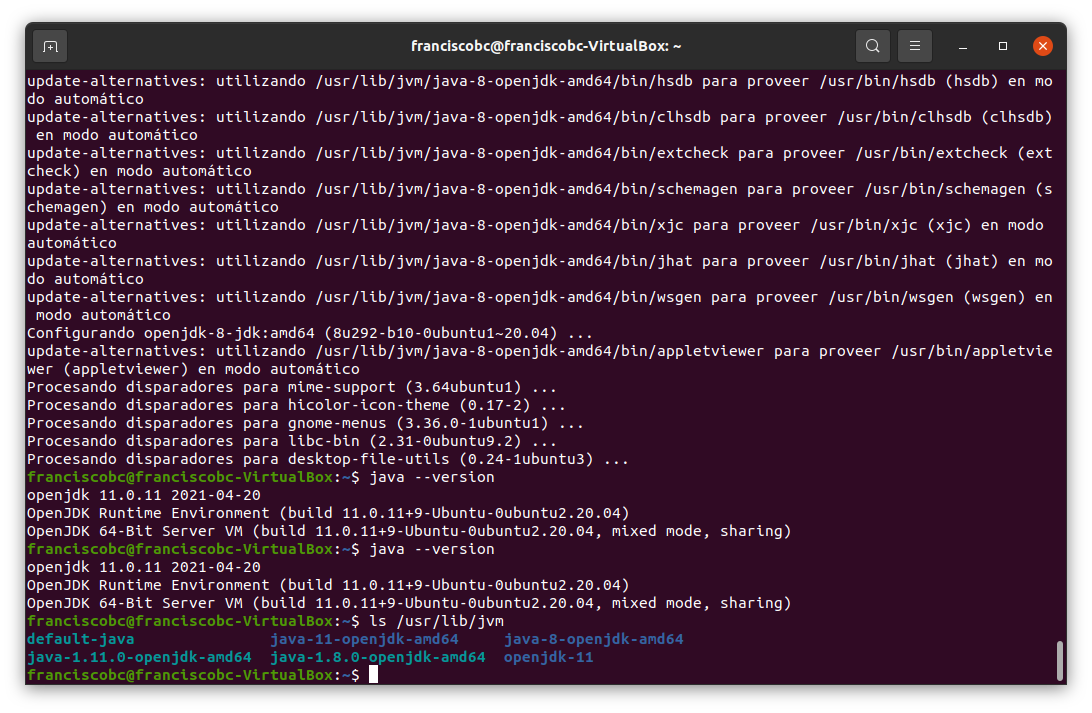 franciscobc@franciscobc-VirtualBox: ~
update-alternatives: utilizando /usr/lib/jvm/java-8-openjdk-amd64/bin/hsdb para proveer /usr/bin/hsdb (hsdb) en mo
do automático
update-alternatives: utilizando /usr/lib/jvm/java-8-openjdk-amd64/bin/clhsdb para proveer /usr/bin/clhsdb (clhsdb)
 en modo automático
update-alternatives: utilizando /usr/lib/jvm/java-8-openjdk-amd64/bin/extcheck para proveer /usr/bin/extcheck (ext
check) en modo automático
update-alternatives: utilizando /usr/lib/jvm/java-8-openjdk-amd64/bin/schemagen para proveer /usr/bin/schemagen (s
chemagen) en modo automático
update-alternatives: utilizando /usr/lib/jvm/java-8-openjdk-amd64/bin/xjc para proveer /usr/bin/xjc (xjc) en modo
automático
update-alternatives: utilizando /usr/lib/jvm/java-8-openjdk-amd64/bin/jhat para proveer /usr/bin/jhat (jhat) en mo
do automático
update-alternatives: utilizando /usr/lib/jvm/java-8-openjdk-amd64/bin/wsgen para proveer /usr/bin/wsgen (wsgen) en
 modo automático
Configurando openjdk-8-jdk:amd64 (8u292-b10-0ubuntu1~20.04) ...
update-alternatives: utilizando /usr/lib/jvm/java-8-openjdk-amd64/bin/appletviewer para proveer /usr/bin/appletvie
wer (appletviewer) en modo automático
Procesando disparadores para mime-support (3.64ubuntu1) ...
Procesando disparadores para hicolor-icon-theme (0.17-2) ...
Procesando disparadores para gnome-menus (3.36.0-1ubuntu1) ...
Procesando disparadores para libc-bin (2.31-0ubuntu9.2) ...
Procesando disparadores para desktop-file-utils (0.24-1ubuntu3) ...
franciscobc@franciscobc-VirtualBox:~$ java --version
openjdk 11.0.11 2021-04-20
OpenJDK Runtime Environment (build 11.0.11+9-Ubuntu-0ubuntu2.20.04)
OpenJDK 64-Bit Server VM (build 11.0.11+9-Ubuntu-0ubuntu2.20.04, mixed mode, sharing)
franciscobc@franciscobc-VirtualBox:~$ java --version
openjdk 11.0.11 2021-04-20
OpenJDK Runtime Environment (build 11.0.11+9-Ubuntu-0ubuntu2.20.04)
OpenJDK 64-Bit Server VM (build 11.0.11+9-Ubuntu-0ubuntu2.20.04, mixed mode, sharing)
franciscobc@franciscobc-VirtualBox:~$ ls /usr/lib/jvm
default-java               java-11-openjdk-amd64     java-8-openjdk-amd64
java-1.11.0-openjdk-amd64  java-1.8.0-openjdk-amd64  openjdk-11
franciscobc@franciscobc-VirtualBox:~$